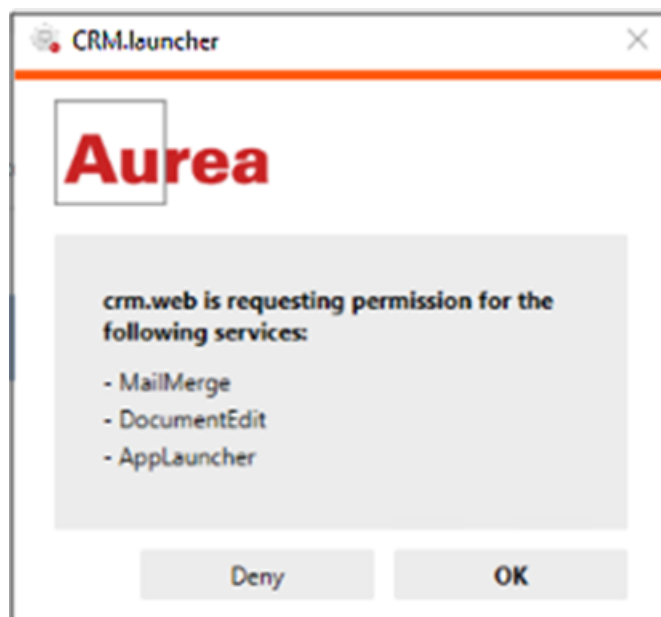 CRM.launcher
Aurea
crm.web is requesting permission for the
following services:
- MailMerge
- DocumentEdit
- AppLauncher
Deny
OK